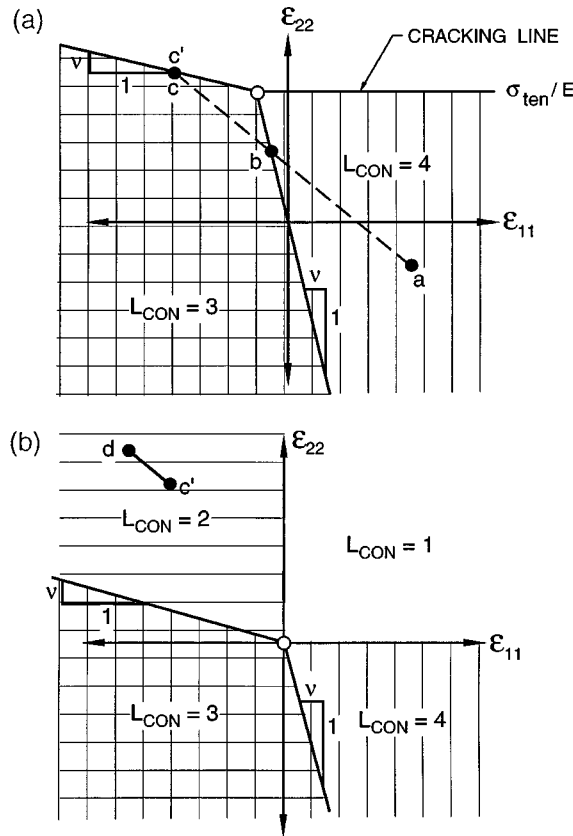 (a)
ε22
CRACKING LINE
ν
1
c'
c
σten/E
b
LCON = 4
ε11
a
ν
1
LCON = 3
(b)
ε22
d
c'
LCON = 2
LCON = 1
ν
1
ε11
ν
1
LCON = 3
LCON = 4